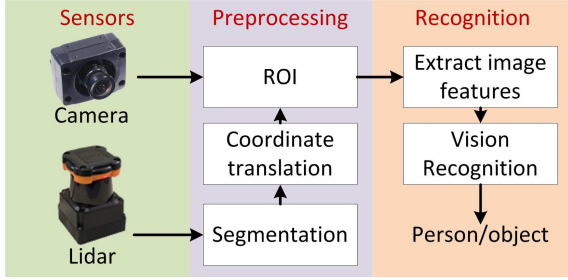 Sensors
Preprocessing
Recognition
Camera
ROI
Extract image
features
Coordinate
translation
Vision
Recognition
Lidar
Segmentation
Person/object